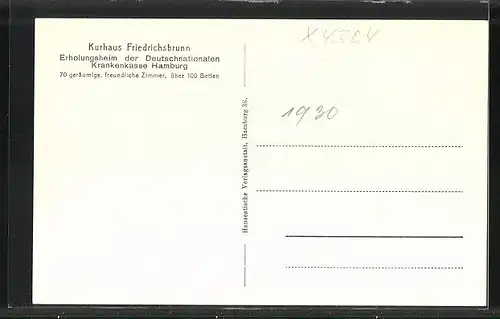 Kurhaus Friedrichsbrunn
Erholungsheim der Deutschnationalen
Krankenkasse Hamburg
70 geräumige, freundliche Zimmer, über 100 Betten
Hanseatische Verlagsanstalt, Hamburg 36.
1930